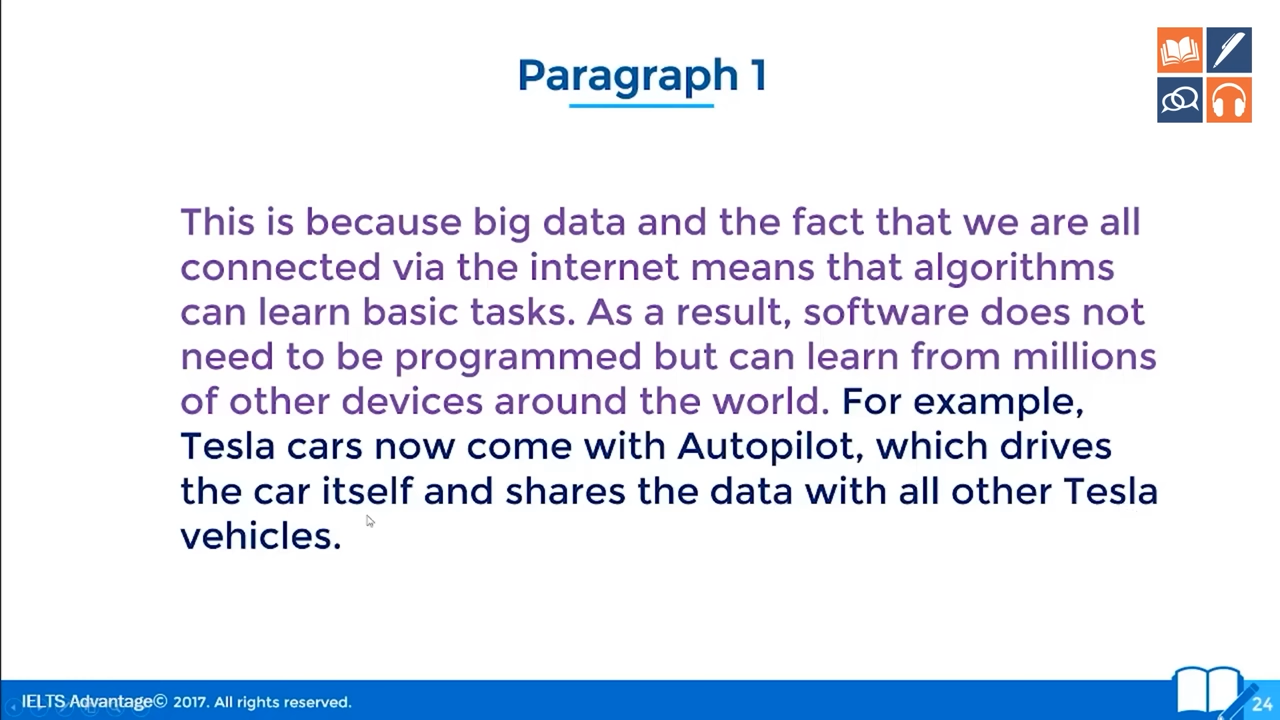 Paragraph 1
This is because big data and the fact that we are all
connected via the internet means that algorithms
can learn basic tasks. As a result, software does not
need to be programmed but can learn from millions
of other devices around the world. For example,
Tesla cars now come with Autopilot, which drives
the car itself and shares the data with all other Tesla
vehicles.
IELTS Advantage© 2017. All rights reserved.
24